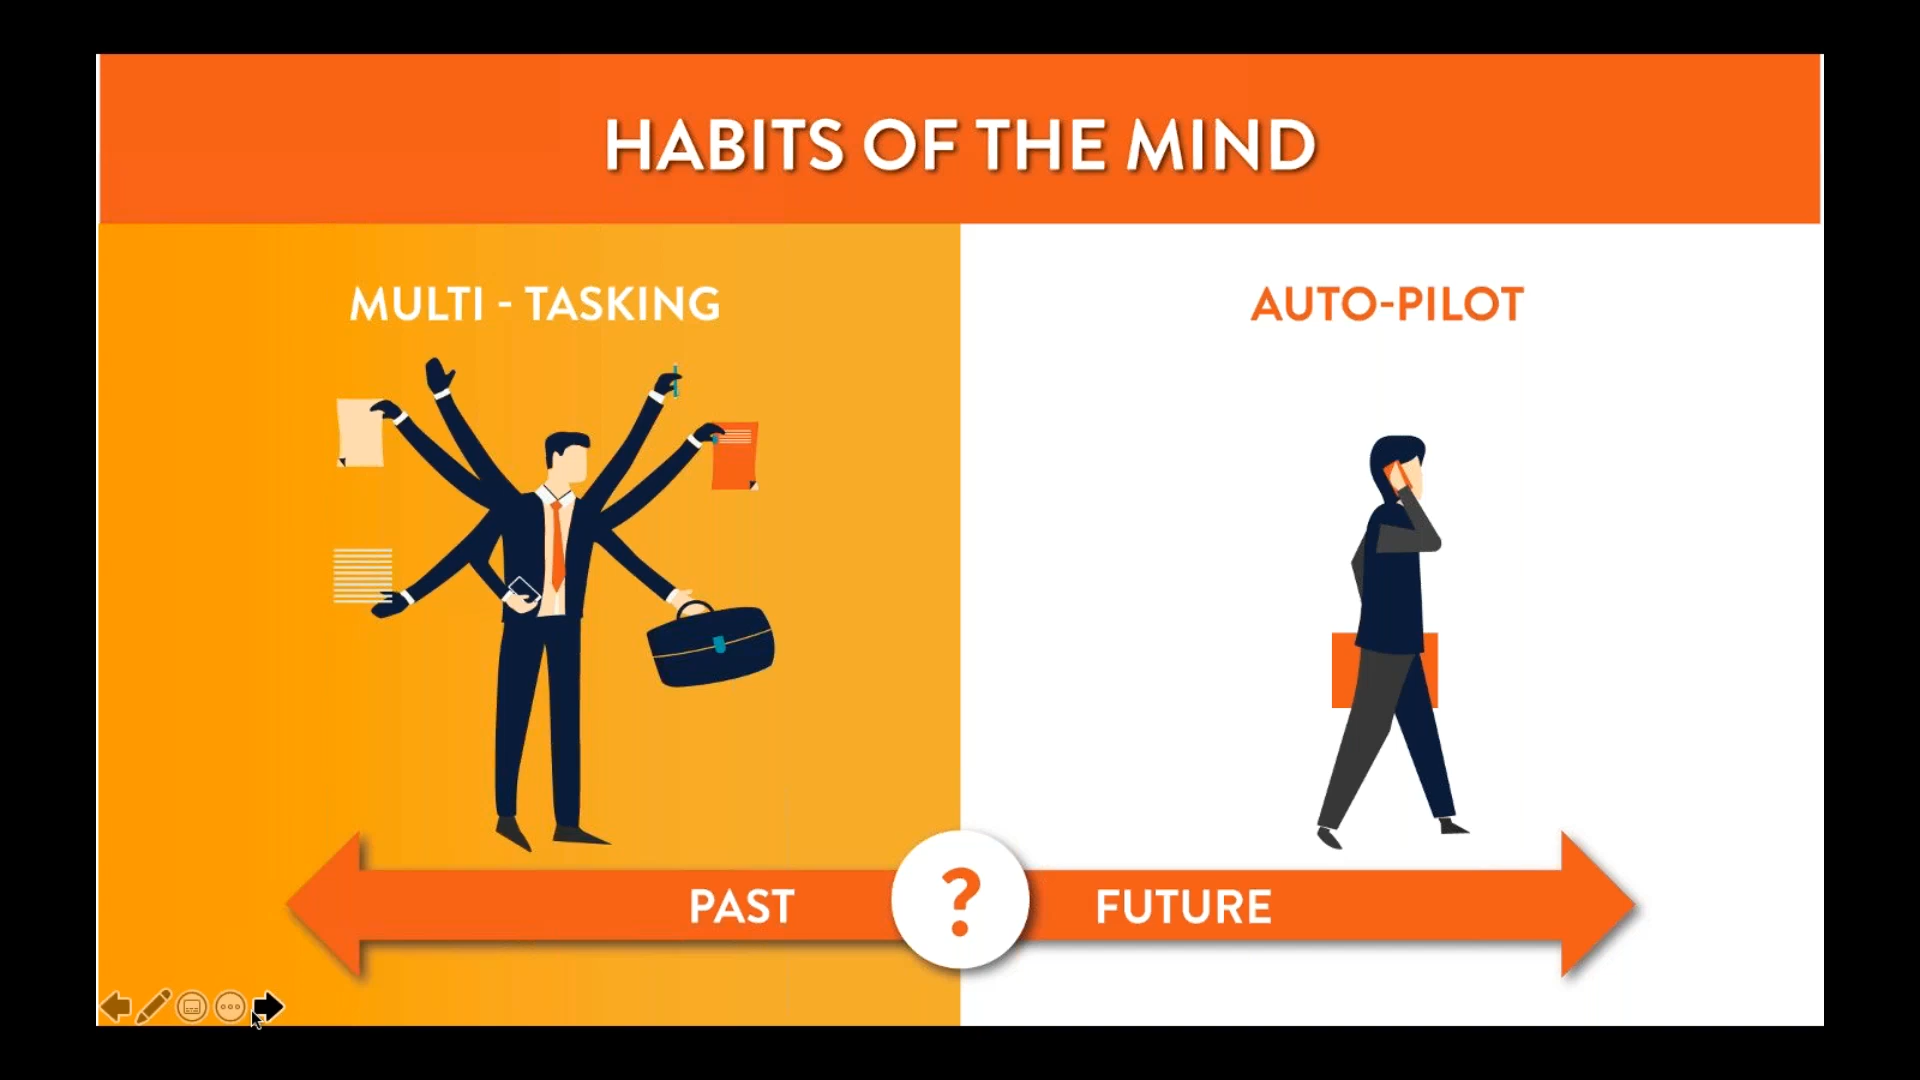 HABITS OF THE MIND
MULTI - TASKING
AUTO-PILOT
PAST
?
FUTURE